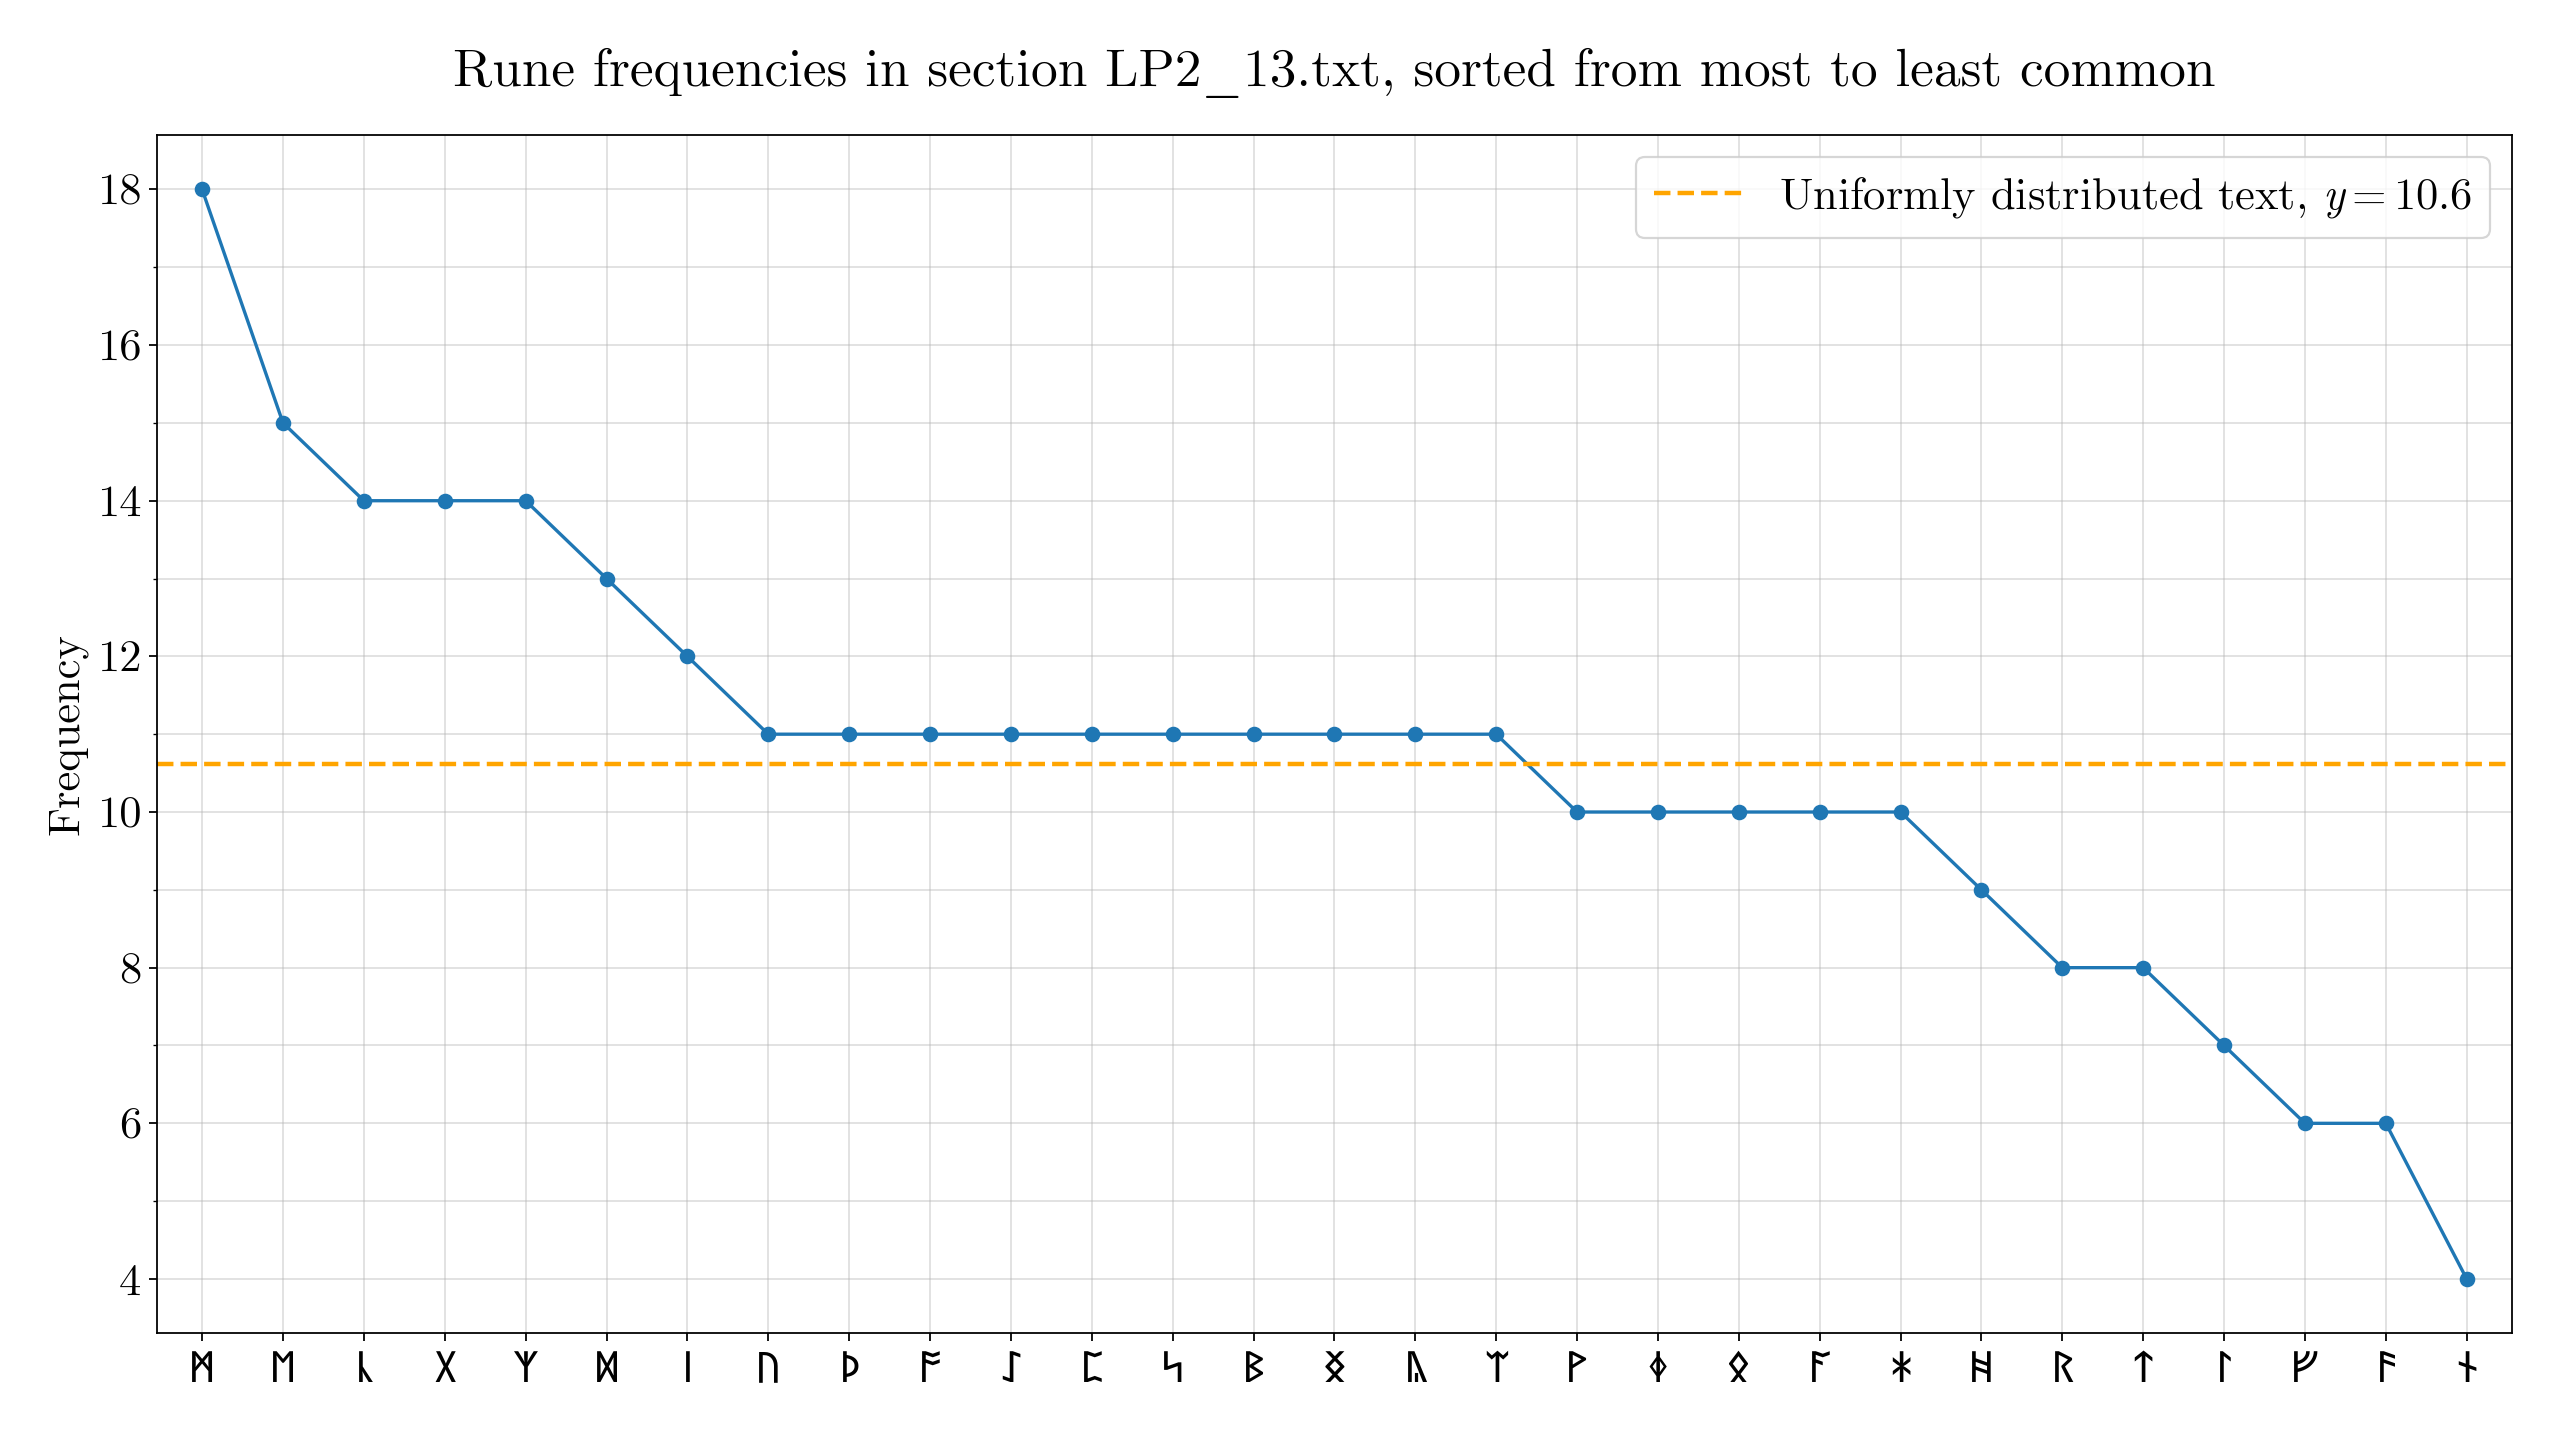 Rune frequencies in section LP2_13.txt, sorted from most to least common
Uniformly distributed text, y = 10.6
Frequency
18
16
14
12
10
8
6
4
ᛗ ᛖ ᚳ ᚷ ᛉ ᛞ ᛁ ᚢ ᚦ ᚩ ᛇ ᛈ ᛋ ᛒ ᛝ ᚣ ᛠ ᚹ ᛄ ᛟ ᚪ ᛡ ᚻ ᚱ ᛏ ᛚ ᚠ ᚫ ᚾ